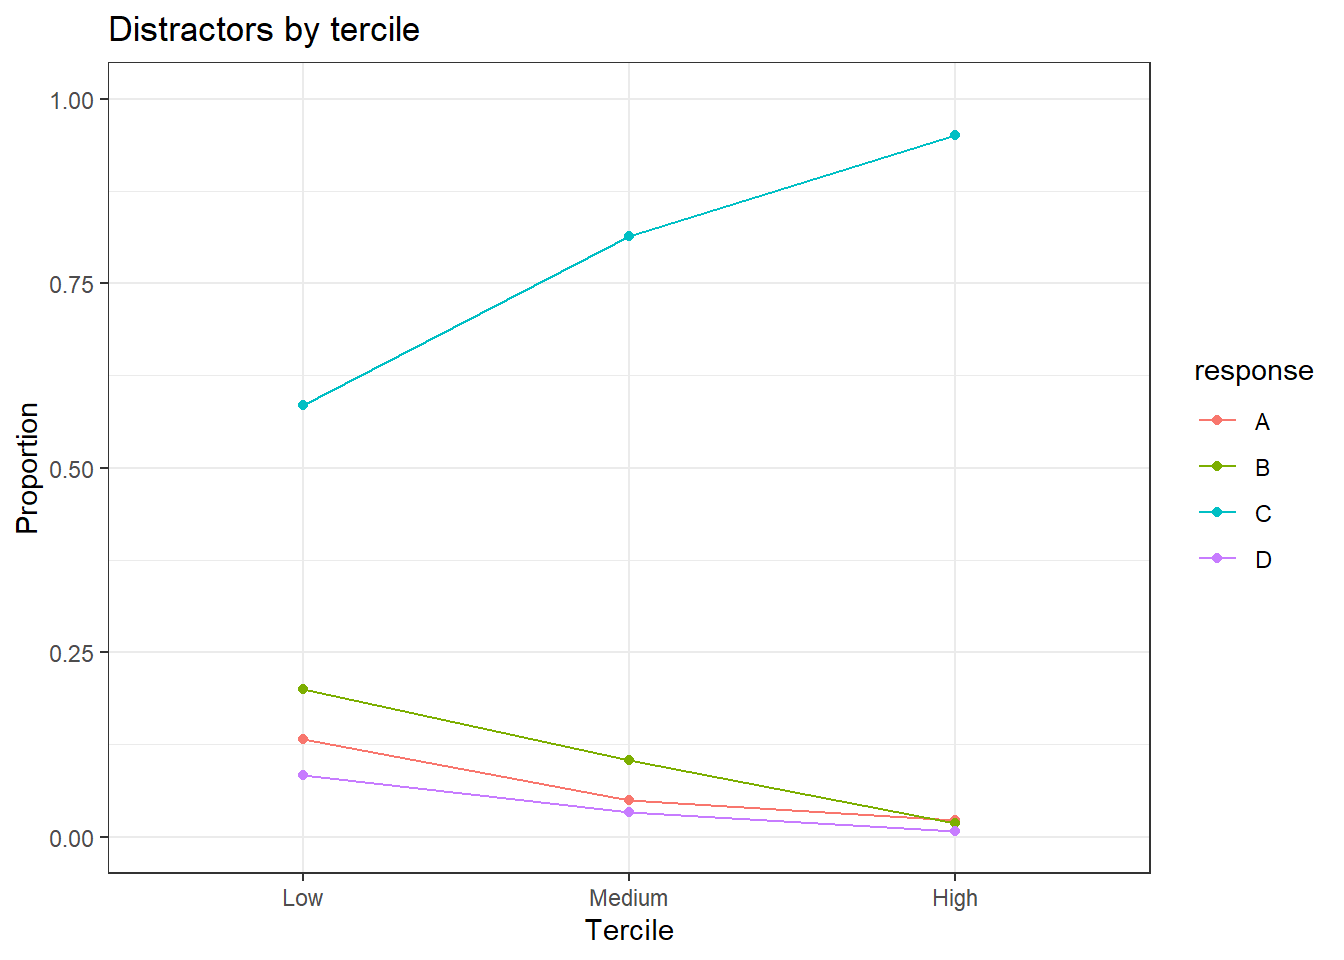 Distractors by tercile
1.00
0.75
0.50
0.25
0.00
Proportion
Low Medium High
Tercile
response
A
B
C
D